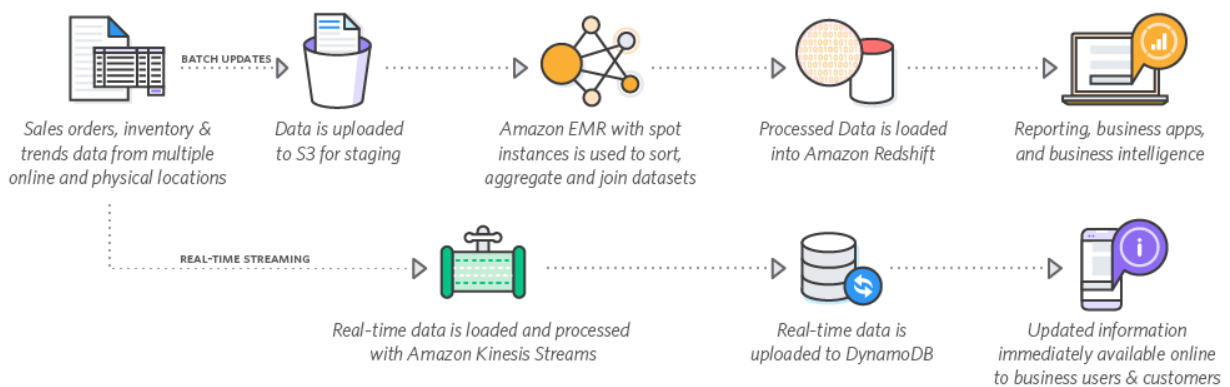 BATCH UPDATES
Sales orders, inventory &
trends data from multiple
online and physical locations
Data is uploaded
to S3 for staging
Amazon EMR with spot
instances is used to sort,
aggregate and join datasets
Processed Data is loaded
into Amazon Redshift
Reporting, business apps,
and business intelligence
REAL-TIME STREAMING
Real-time data is loaded and processed
with Amazon Kinesis Streams
Real-time data is
uploaded to DynamoDB
Updated information
immediately available online
to business users & customers